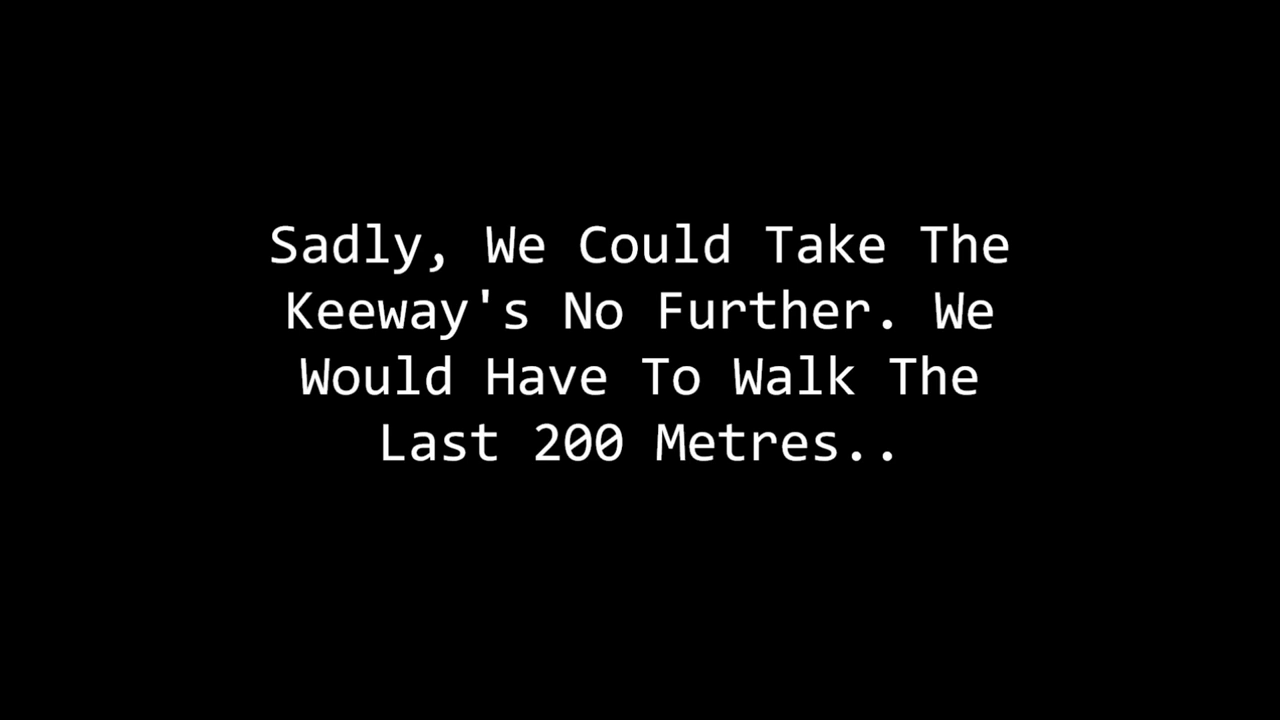 Sadly, We Could Take The
Keeway's No Further. We
Would Have To Walk The
Last 200 Metres..